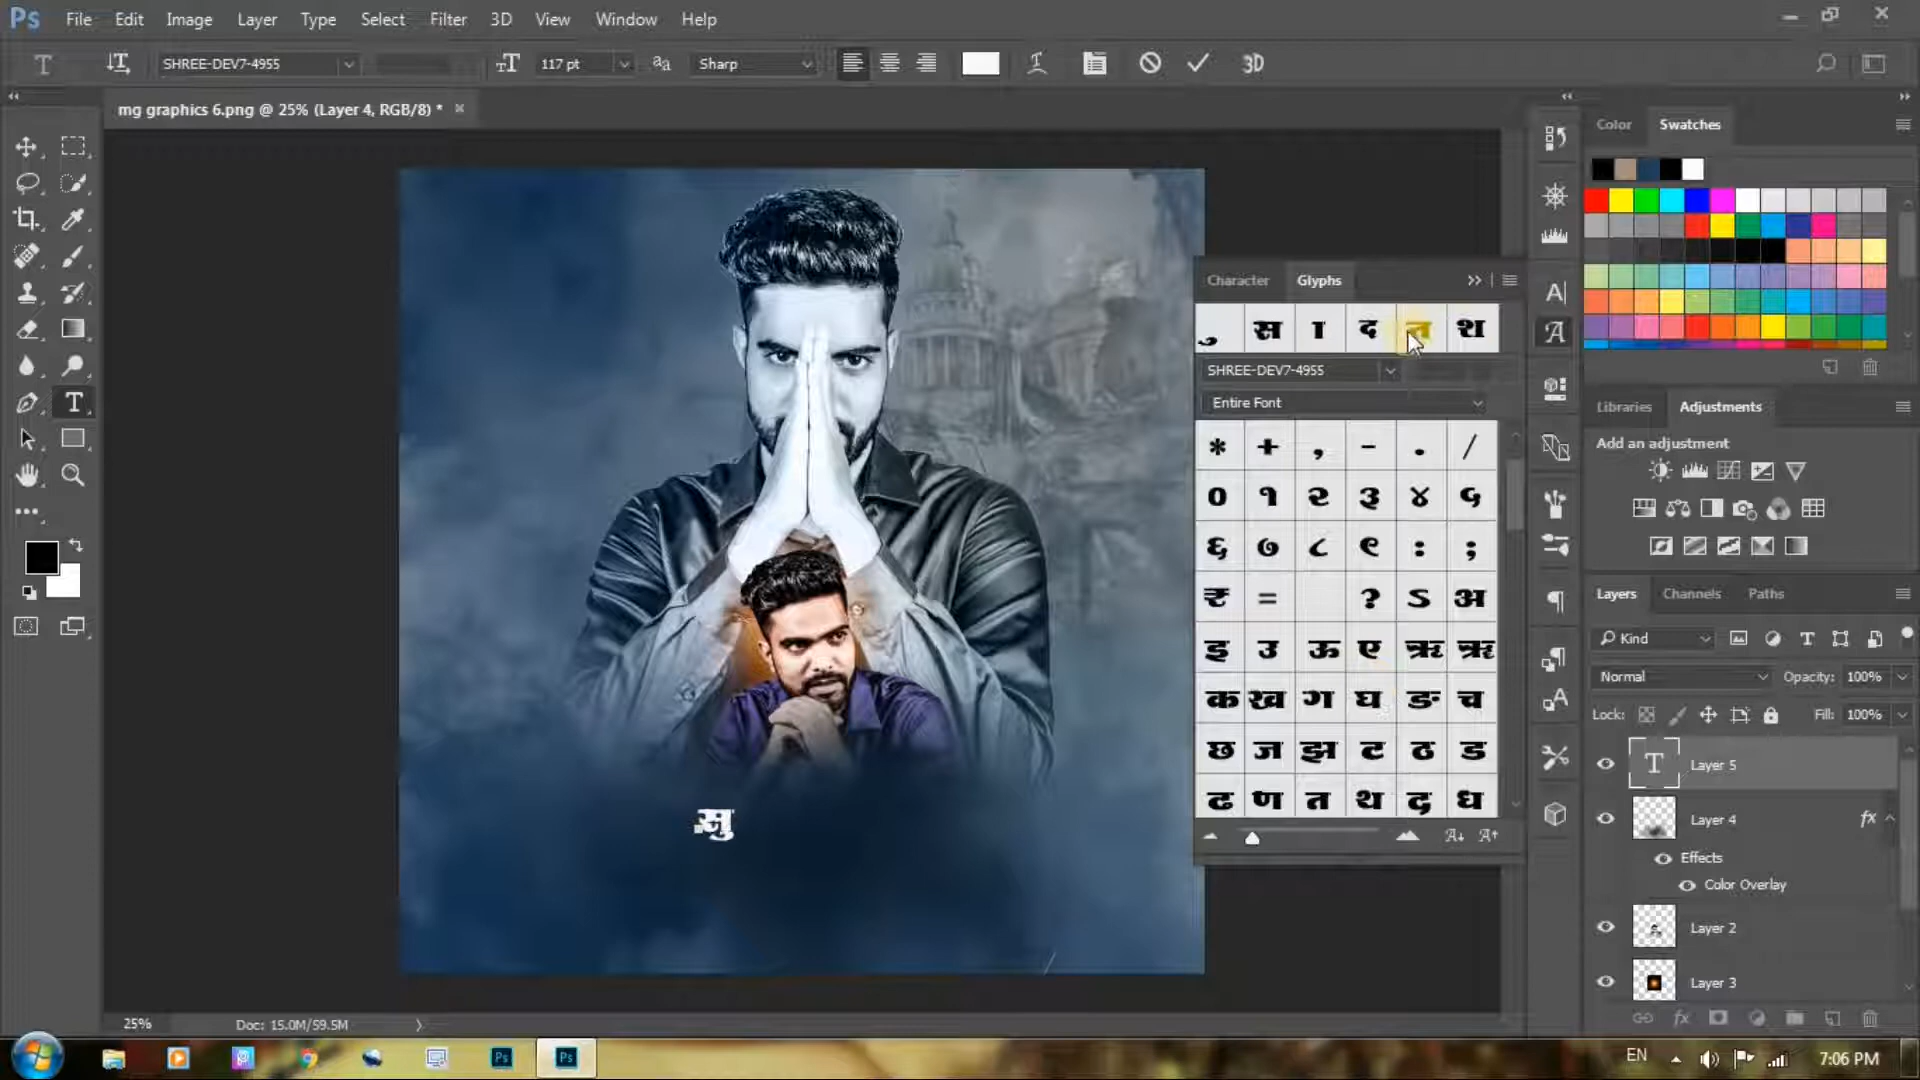 Ps File Edit Image Layer Type Select Filter 3D View Window Help
SHREE-DEV7-4955 117 pt Sharp 3D
mg graphics 6.png @ 25% (Layer 4, RGB/8) *
Color Swatches
Character Glyphs
ु स ा द न श
SHREE-DEV7-4955
Entire Font
* + , - . /
० १ २ ३ ४ ५
६ ७ ८ ९ : ;
= ? ऽ अ
इ उ ऊ ए ऋ
क ख ग घ ङ च
छ ज झ ट ठ ड
ढ ण त थ द ध
सु
Libraries Adjustments
Add an adjustment
Layers Channels Paths
Kind
Normal Opacity: 100%
Lock: Fill: 100%
Layer 5
Layer 4 fx
Effects
Color Overlay
Layer 2
Layer 3
25% Doc: 15.0M/59.5M
EN 7:06 PM